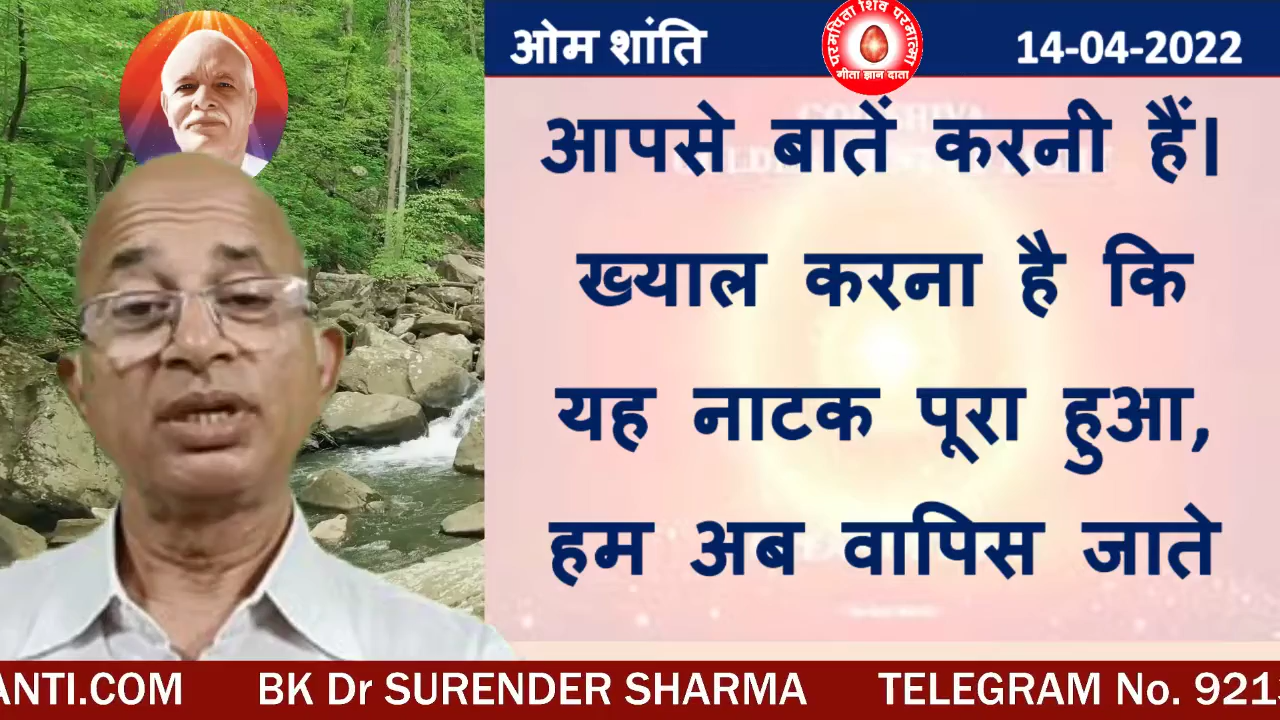 ओम शांति
परमपिता शिव परमात्मा
गीता ज्ञान दाता
14-04-2022
आपसे बातें करनी हैं।
ख्याल करना है कि
यह नाटक पूरा हुआ,
हम अब वापिस जाते
ANTI.COM BK Dr SURENDER SHARMA TELEGRAM No. 921